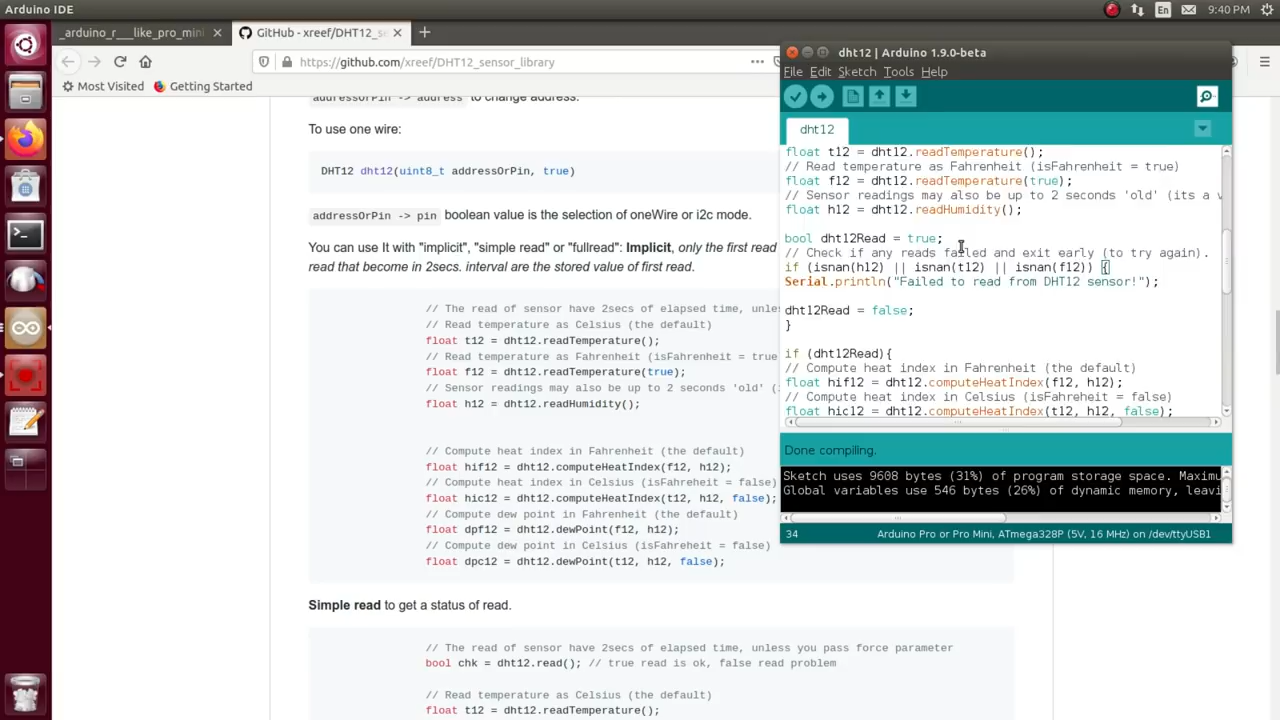 Arduino IDE
En
9:40 PM
_arduino_r___like_pro_mini
GitHub - xreef/DHT12_se
https://github.com/xreef/DHT12_sensor_library
Most Visited
Getting Started
addressOrPin -> address to change address.
To use one wire:
DHT12 dht12(uint8_t addressOrPin, true)
addressOrPin -> pin boolean value is the selection of oneWire or i2c mode.
You can use It with "implicit", "simple read" or "fullread": Implicit, only the first read
read that become in 2secs. interval are the stored value of first read.
// The read of sensor have 2secs of elapsed time, unles
// Read temperature as Celsius (the default)
float t12 = dht12.readTemperature();
// Read temperature as Fahrenheit (isFahrenheit = true
float f12 = dht12.readTemperature(true);
// Sensor readings may also be up to 2 seconds 'old' (i
float h12 = dht12.readHumidity();
// Compute heat index in Fahrenheit (the default)
float hif12 = dht12.computeHeatIndex(f12, h12);
// Compute heat index in Celsius (isFahreheit = false)
float hic12 = dht12.computeHeatIndex(t12, h12, false);
// Compute dew point in Fahrenheit (the default)
float dpf12 = dht12.dewPoint(f12, h12);
// Compute dew point in Celsius (isFahreheit = false)
float dpc12 = dht12.dewPoint(t12, h12, false);
Simple read to get a status of read.
// The read of sensor have 2secs of elapsed time, unless you pass force parameter
bool chk = dht12.read(); // true read is ok, false read problem
// Read temperature as Celsius (the default)
float t12 = dht12.readTemperature();
dht12 | Arduino 1.9.0-beta
File Edit Sketch Tools Help
dht12
float t12 = dht12.readTemperature();
// Read temperature as Fahrenheit (isFahrenheit = true)
float f12 = dht12.readTemperature(true);
// Sensor readings may also be up to 2 seconds 'old' (its a v
float h12 = dht12.readHumidity();
bool dht12Read = true;
// Check if any reads failed and exit early (to try again).
if (isnan(h12) || isnan(t12) || isnan(f12)) {
Serial.println("Failed to read from DHT12 sensor!");
dht12Read = false;
}
if (dht12Read){
// Compute heat index in Fahrenheit (the default)
float hif12 = dht12.computeHeatIndex(f12, h12);
// Compute heat index in Celsius (isFahreheit = false)
float hic12 = dht12.computeHeatIndex(t12, h12, false);
Done compiling.
Sketch uses 9608 bytes (31%) of program storage space. Maximu
Global variables use 546 bytes (26%) of dynamic memory, leavi
34
Arduino Pro or Pro Mini, ATmega328P (5V, 16 MHz) on /dev/ttyUSB1